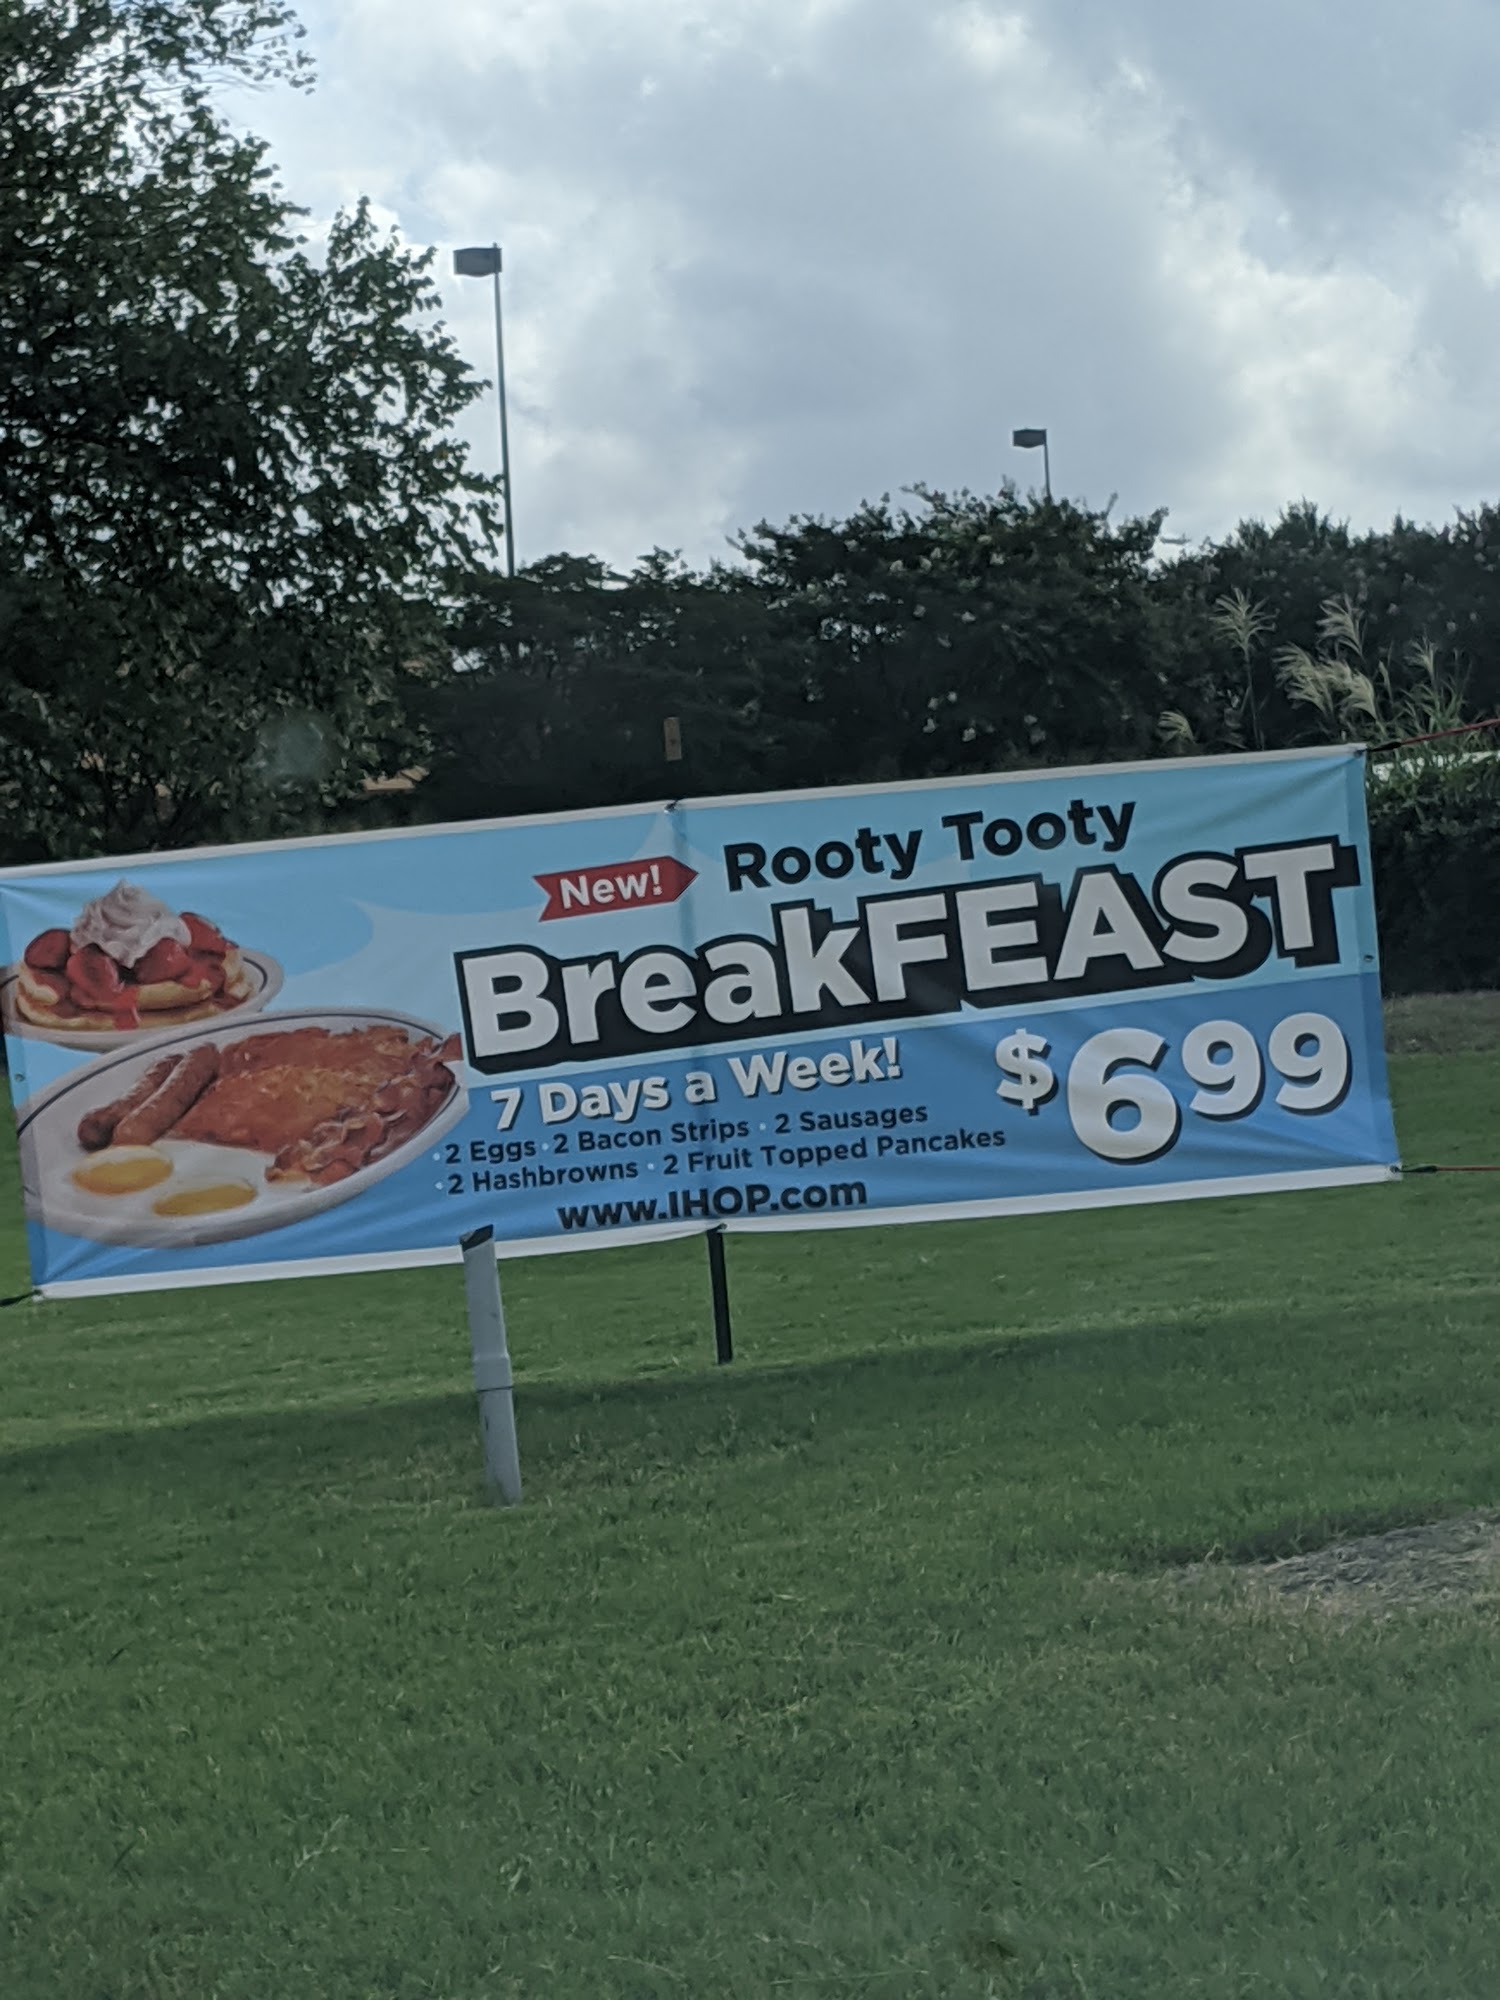 New! Rooty Tooty
BreakFEAST
7 Days a Week! $699
·2 Eggs·2 Bacon Strips·2 Sausages
·2 Hashbrowns·2 Fruit Topped Pancakes
www.IHOP.com